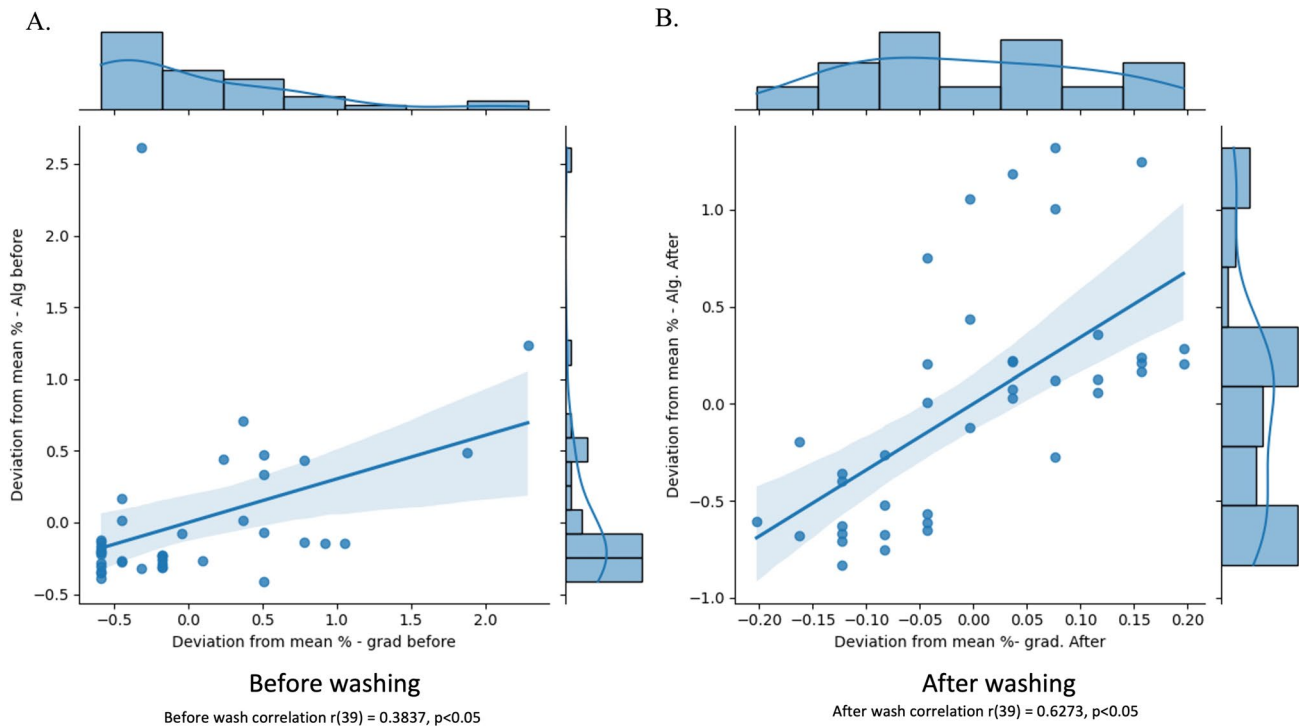 A.
B.
2.5
2.0
1.5
1.0
0.5
0.0
−0.5
Deviation from mean % - Alg before
−0.5 0.0 0.5 1.0 1.5 2.0
Deviation from mean % - grad before
1.0
0.5
0.0
−0.5
−1.0
Deviation from mean % - Alg. After
−0.20 −0.15 −0.10 −0.05 0.00 0.05 0.10 0.15 0.20
Deviation from mean %- grad. After
Before washing
Before wash correlation r(39) = 0.3837, p<0.05
After washing
After wash correlation r(39) = 0.6273, p<0.05